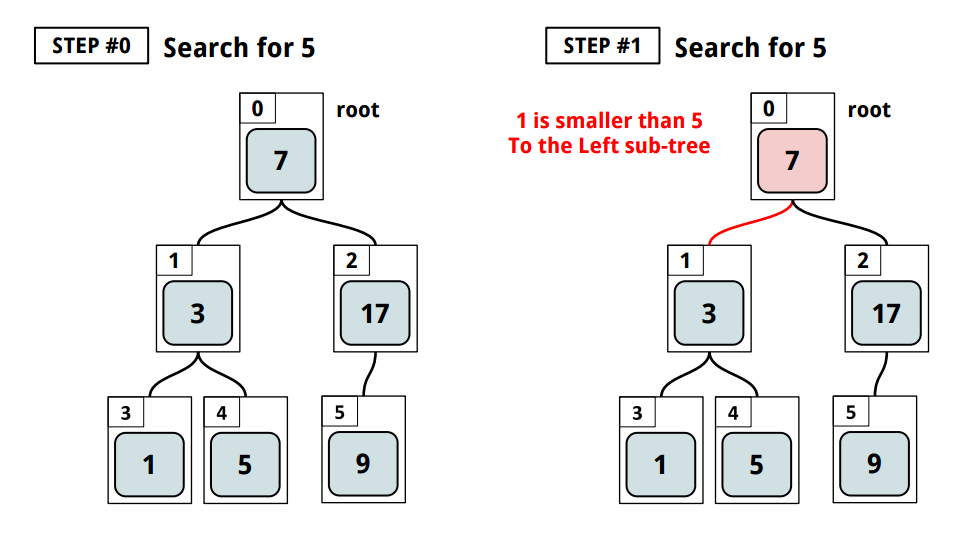 STEP #0 Search for 5
0 root
7
1 2
3 17
3 4 5
1 5 9
STEP #1 Search for 5
1 is smaller than 5
To the Left sub-tree
0 root
7
1 2
3 17
3 4 5
1 5 9